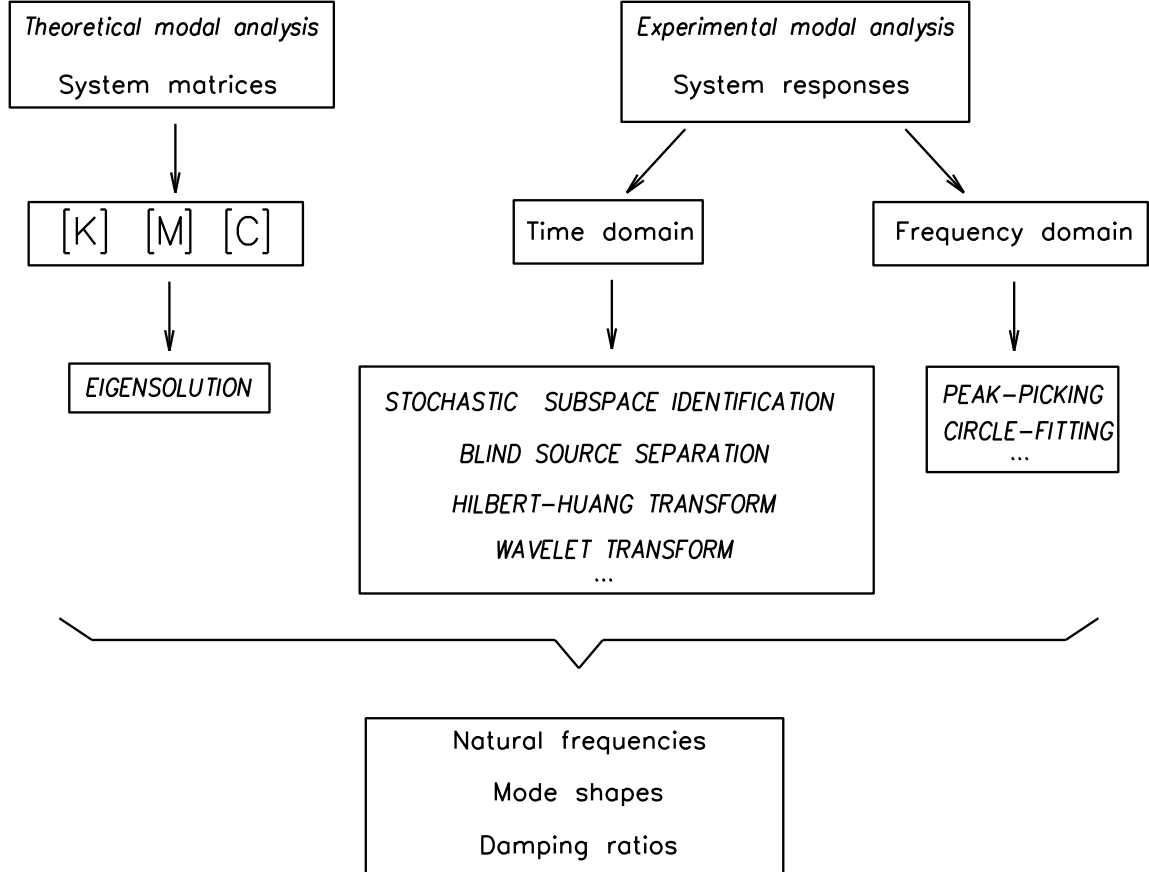 Theoretical modal analysis
System matrices
Experimental modal analysis
System responses
[K] [M] [C]
Time domain
Frequency domain
EIGENSOLUTION
STOCHASTIC SUBSPACE IDENTIFICATION
BLIND SOURCE SEPARATION
HILBERT-HUANG TRANSFORM
WAVELET TRANSFORM
...
PEAK-PICKING
CIRCLE-FITTING
...
Natural frequencies
Mode shapes
Damping ratios